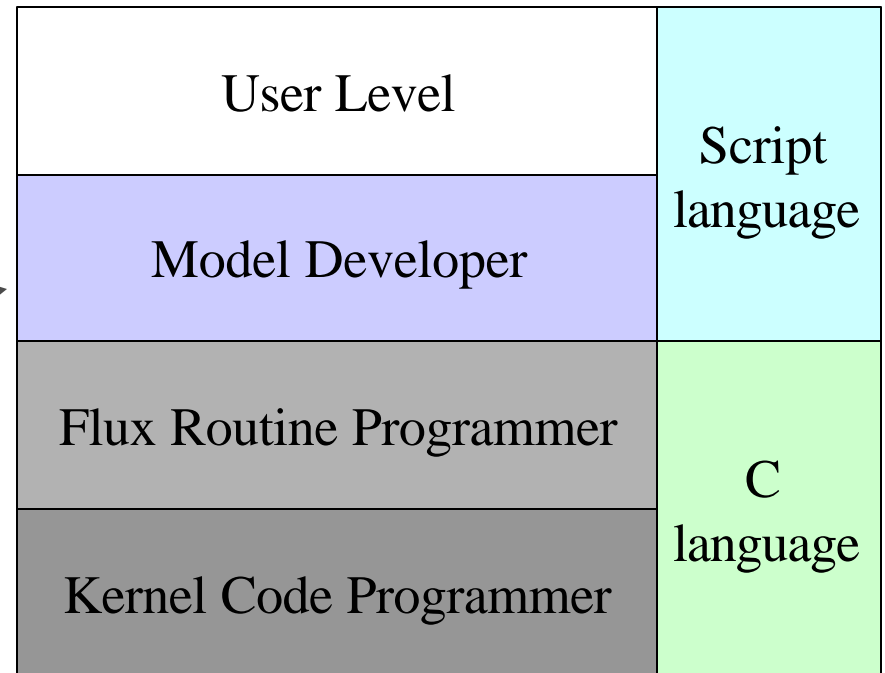 User Level
Script
language
Model Developer
Flux Routine Programmer
C
language
Kernel Code Programmer